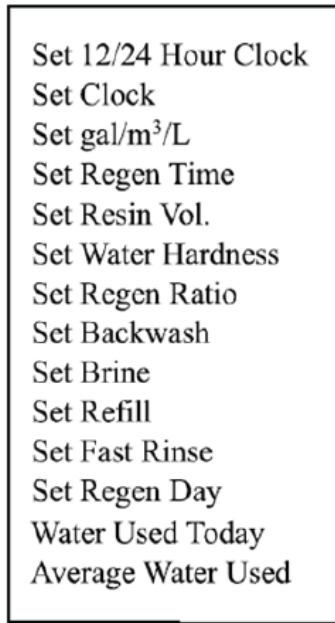 Set 12/24 Hour Clock
Set Clock
Set gal/m³/L
Set Regen Time
Set Resin Vol.
Set Water Hardness
Set Regen Ratio
Set Backwash
Set Brine
Set Refill
Set Fast Rinse
Set Regen Day
Water Used Today
Average Water Used